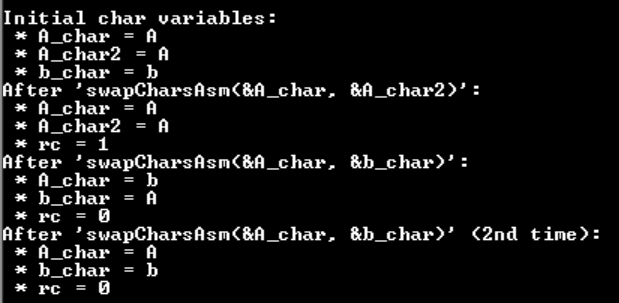 Initial char variables:
* A_char = A
* A_char2 = A
* b_char = b
After 'swapCharsAsm(&A_char, &A_char2)':
* A_char = A
* A_char2 = A
* rc = 1
After 'swapCharsAsm(&A_char, &b_char)':
* A_char = b
* b_char = A
* rc = 0
After 'swapCharsAsm(&A_char, &b_char)' (2nd time):
* A_char = A
* b_char = b
* rc = 0